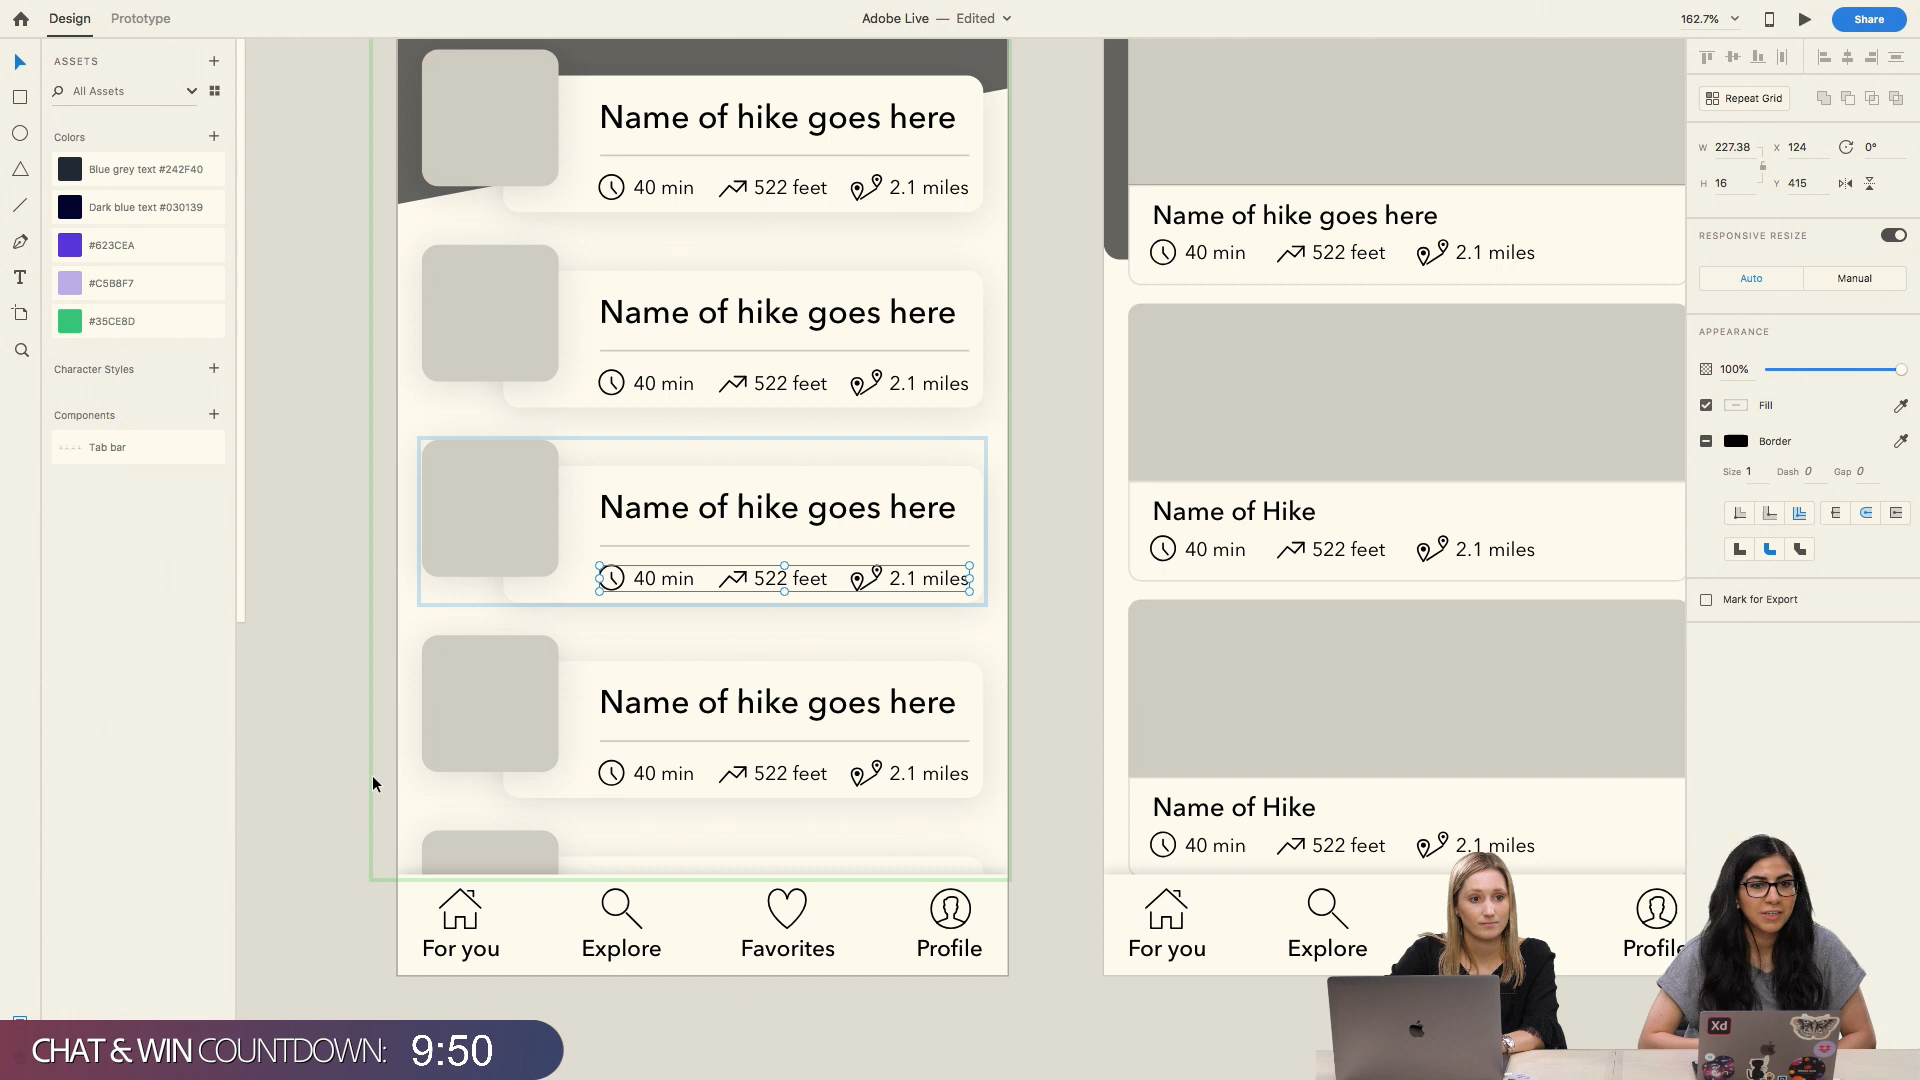 Design
Prototype
Adobe Live — Edited
162.7%
Share
ASSETS
All Assets
Colors
Blue grey text #242F40
Dark blue text #030139
#623CEA
#C5B8F7
#35CE8D
Character Styles
Components
Tab bar
Name of hike goes here
40 min 522 feet 2.1 miles
Name of hike goes here
40 min 522 feet 2.1 miles
Name of hike goes here
40 min 522 feet 2.1 miles
Name of hike goes here
40 min 522 feet 2.1 miles
For you Explore Favorites Profile
Name of hike goes here
40 min 522 feet 2.1 miles
Name of Hike
40 min 522 feet 2.1 miles
Name of Hike
40 min 522 feet 2.1 miles
For you Explore Profile
Repeat Grid
W 227.38 X 124 0°
H 16 Y 415
RESPONSIVE RESIZE
Auto Manual
APPEARANCE
100%
Fill
Border
Size 1 Dash 0 Gap 0
Mark for Export
Xd
CHAT & WIN COUNTDOWN: 9:50